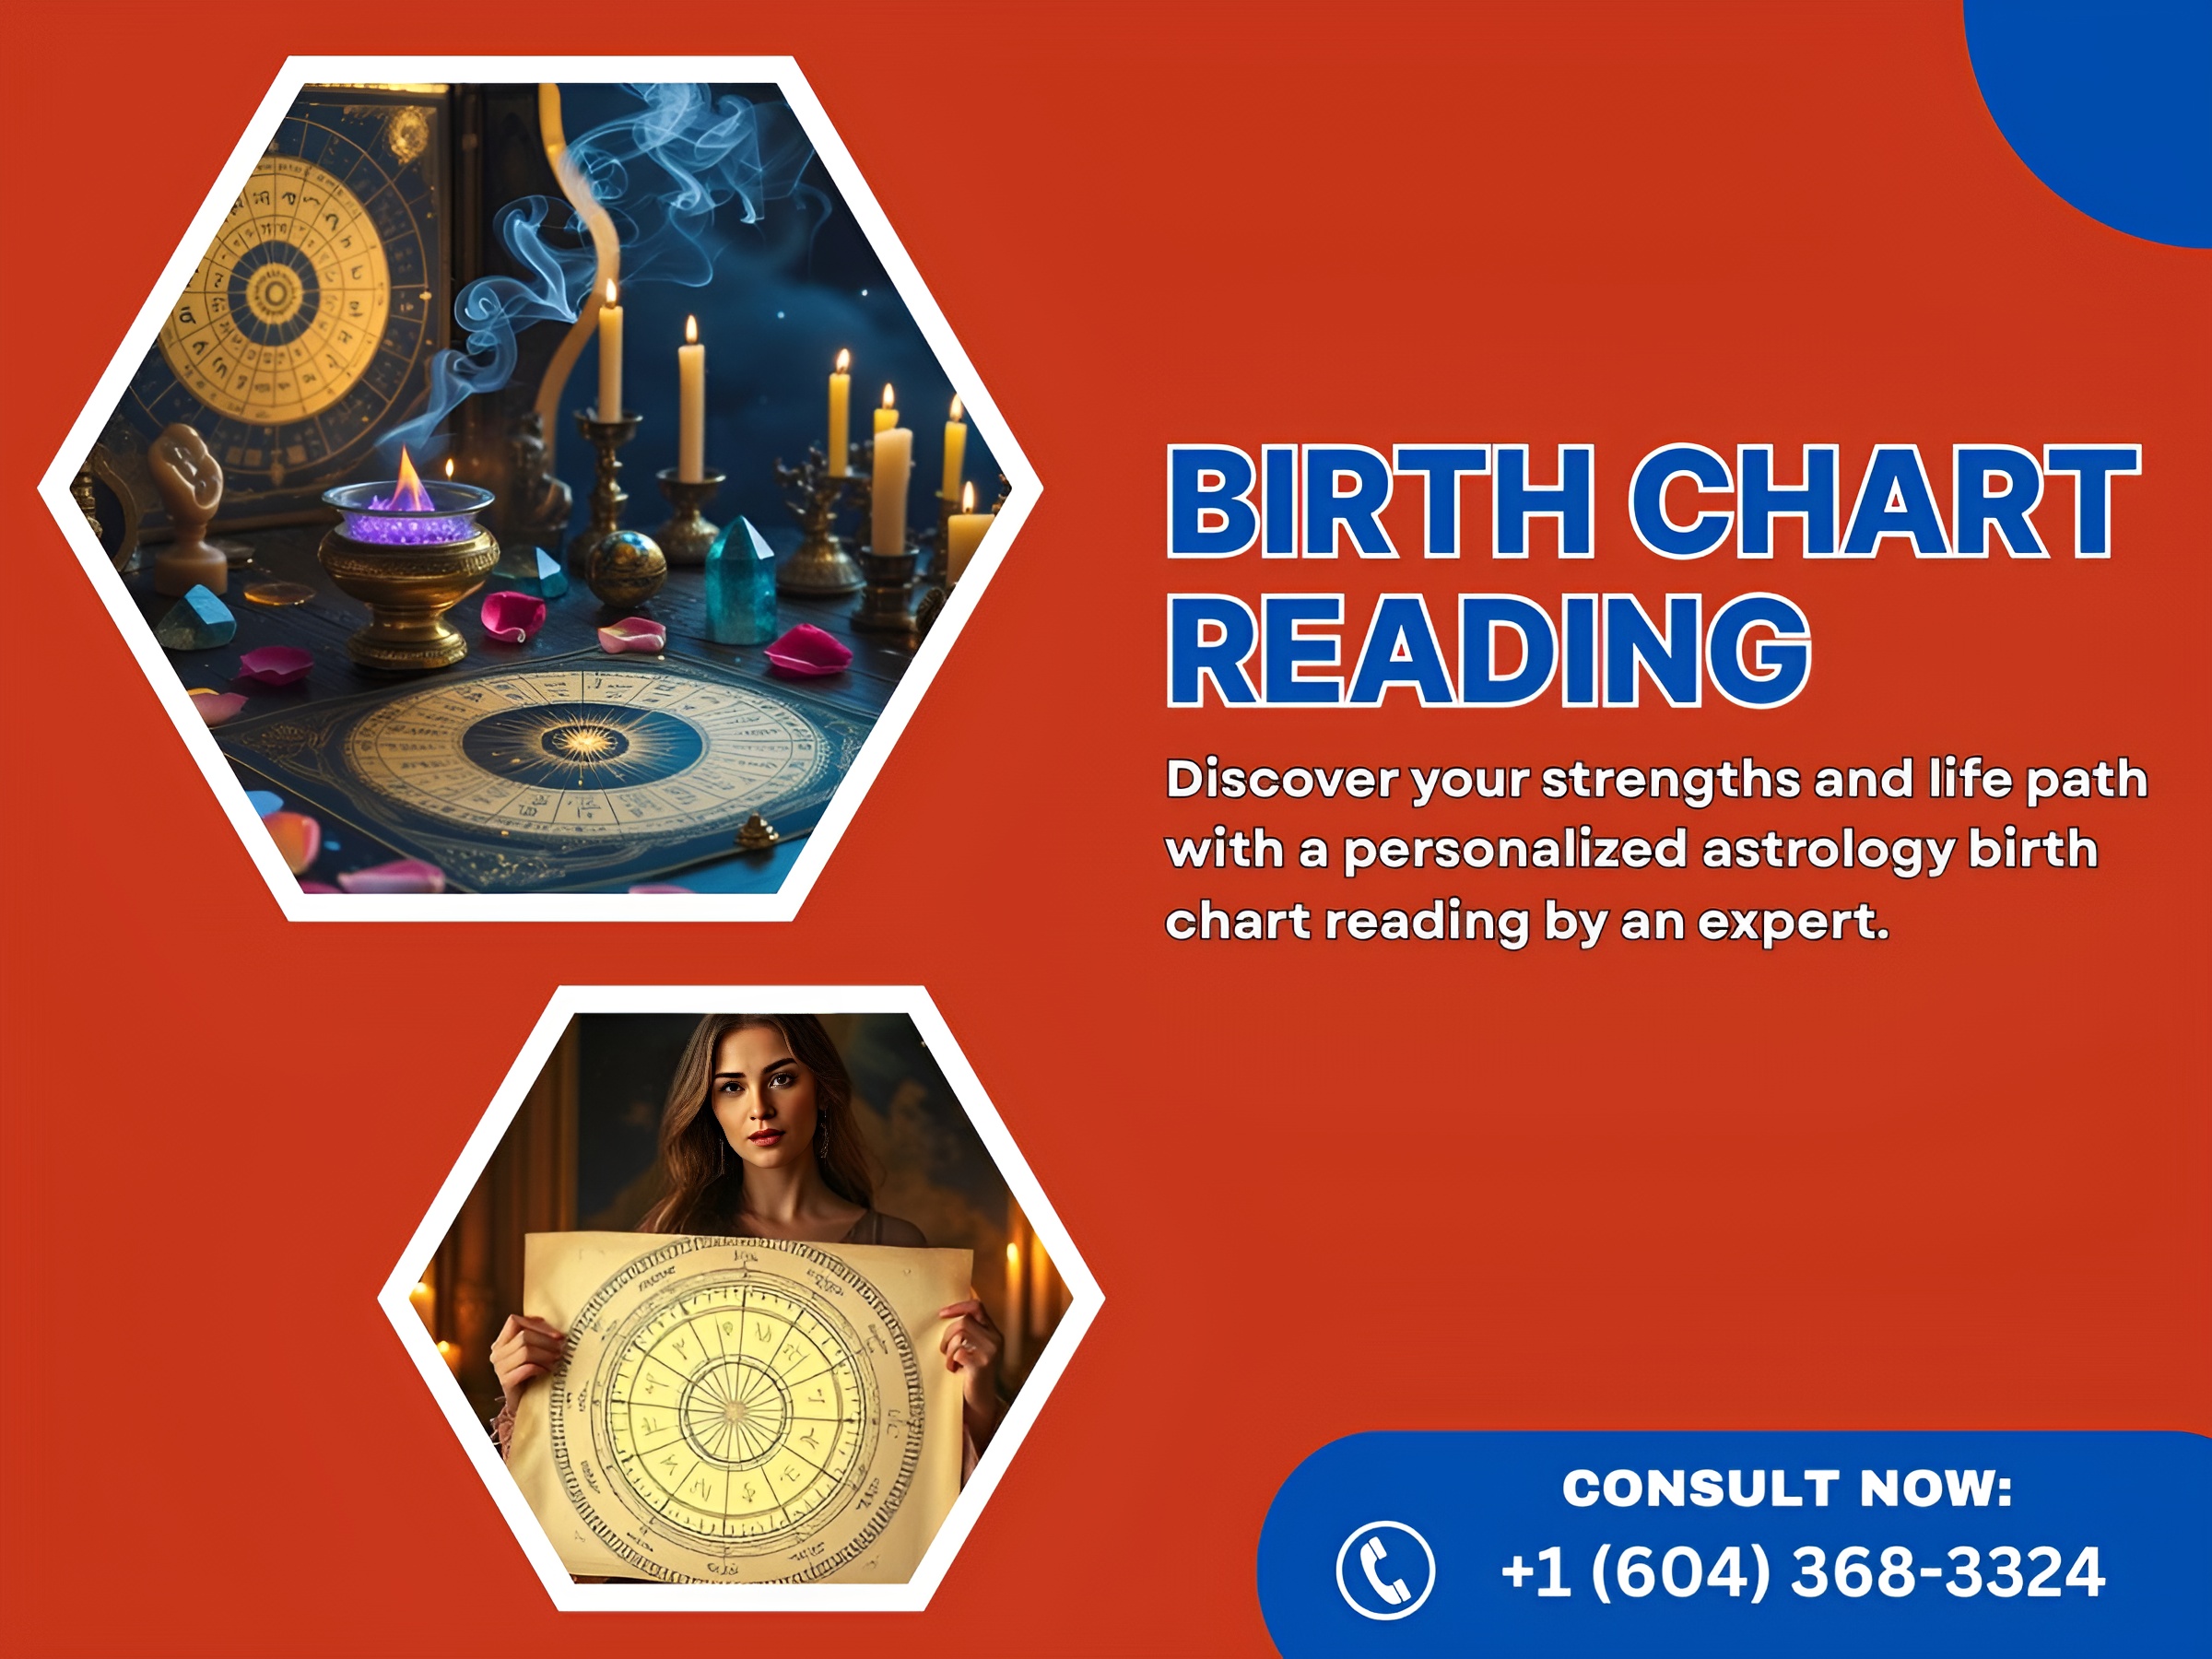 BIRTH CHART
READING
Discover your strengths and life path
with a personalized astrology birth
chart reading by an expert.
CONSULT NOW:
+1 (604) 368-3324